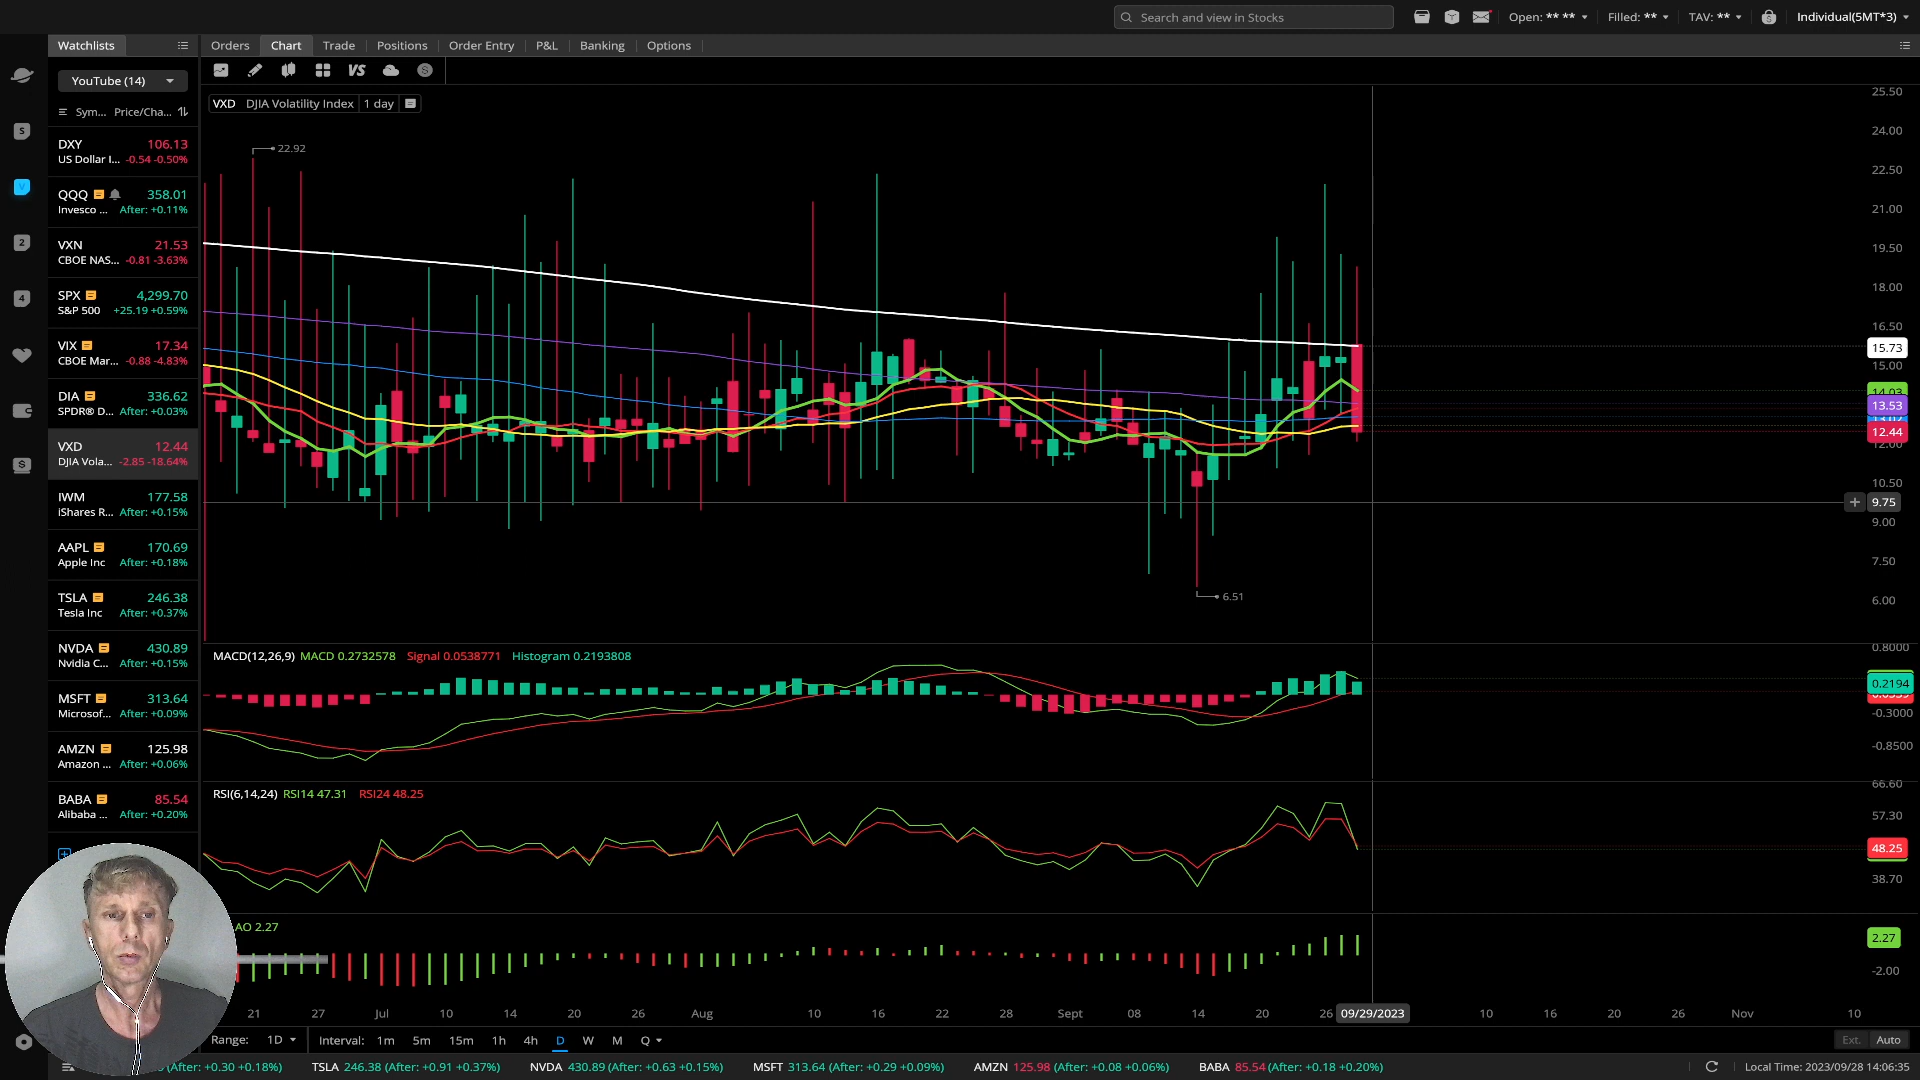 Search and view in Stocks
Open: ** **
Filled: **
TAV: **
Individual(5MT*3)
Watchlists
Orders
Chart
Trade
Positions
Order Entry
P&L
Banking
Options
YouTube (14)
VS
S
Sym... Price/Cha...
VXD DJIA Volatility Index 1 day
S
V
2
4
S
DXY 106.13
US Dollar I... -0.54 -0.50%
QQQ 358.01
Invesco ... After: +0.11%
VXN 21.53
CBOE NAS... -0.81 -3.63%
SPX 4,299.70
S&P 500 +25.19 +0.59%
VIX 17.34
CBOE Mar... -0.88 -4.83%
DIA 336.62
SPDR® D... After: +0.03%
VXD 12.44
DJIA Vola... -2.85 -18.64%
IWM 177.58
iShares R... After: +0.15%
AAPL 170.69
Apple Inc After: +0.18%
TSLA 246.38
Tesla Inc After: +0.37%
NVDA 430.89
Nvidia C... After: +0.15%
MSFT 313.64
Microsof... After: +0.09%
AMZN 125.98
Amazon ... After: +0.06%
BABA 85.54
Alibaba ... After: +0.20%
22.92
6.51
25.50
24.00
22.50
21.00
19.50
18.00
16.50
15.73
15.00
14.03
13.53
12.44
12.00
10.50
9.75
9.00
7.50
6.00
MACD(12,26,9) MACD 0.2732578 Signal 0.0538771 Histogram 0.2193808
0.8000
0.2194
-0.3000
-0.8500
RSI(6,14,24) RSI14 47.31 RSI24 48.25
66.60
57.30
48.25
38.70
AO 2.27
2.27
-2.00
21 27 Jul 10 14 20 26 Aug 10 16 22 28 Sept 08 14 20 26 09/29/2023 10 16 20 26 Nov 10
Range: 1D Interval: 1m 5m 15m 1h 4h D W M Q
Ext. Auto
(After: +0.30 +0.18%) TSLA 246.38 (After: +0.91 +0.37%) NVDA 430.89 (After: +0.63 +0.15%) MSFT 313.64 (After: +0.29 +0.09%) AMZN 125.98 (After: +0.08 +0.06%) BABA 85.54 (After: +0.18 +0.20%)
Local Time: 2023/09/28 14:06:35